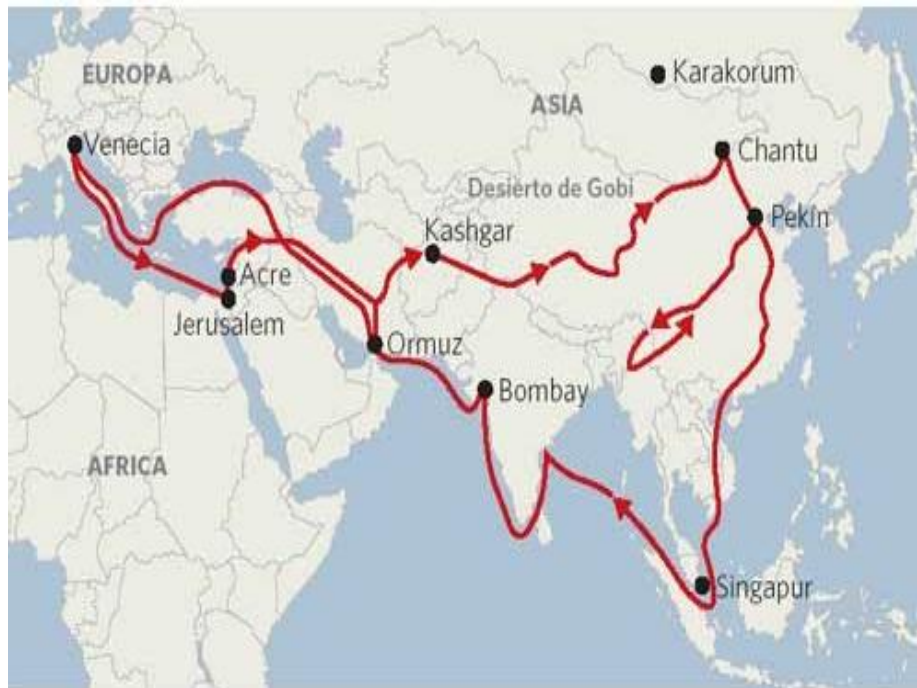 EUROPA
Karakorum
ASIA
Venecia
Chantu
Desierto de Gobi
Pekín
Kashgar
Acre
Jerusalem
Ormuz
Bombay
AFRICA
Singapur